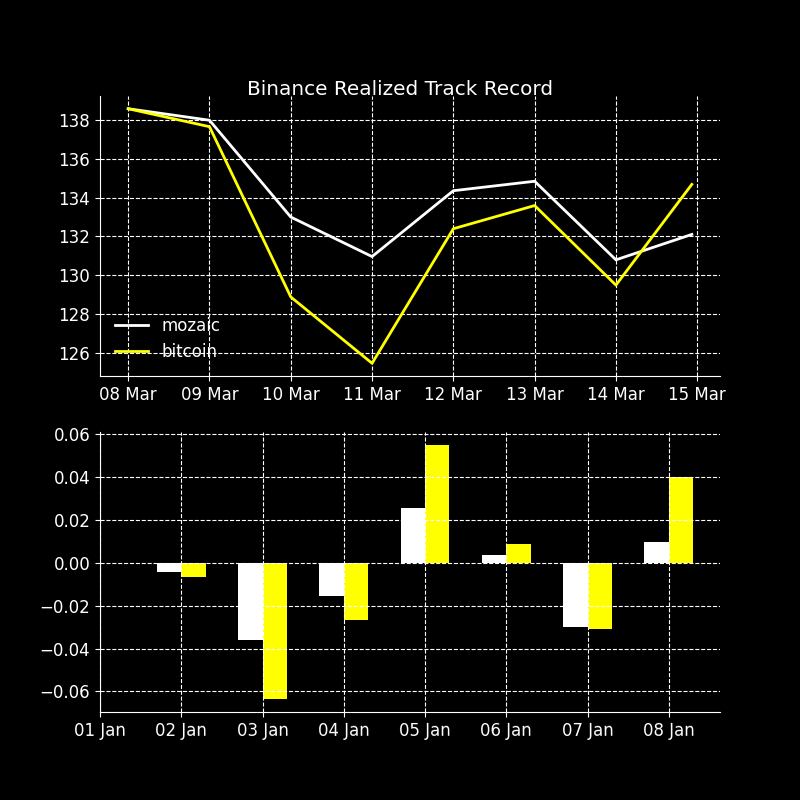 Binance Realized Track Record
138
136
134
132
130
128
126
mozaic
bitcoin
08 Mar 09 Mar 10 Mar 11 Mar 12 Mar 13 Mar 14 Mar 15 Mar
0.06
0.04
0.02
0.00
−0.02
−0.04
−0.06
01 Jan 02 Jan 03 Jan 04 Jan 05 Jan 06 Jan 07 Jan 08 Jan